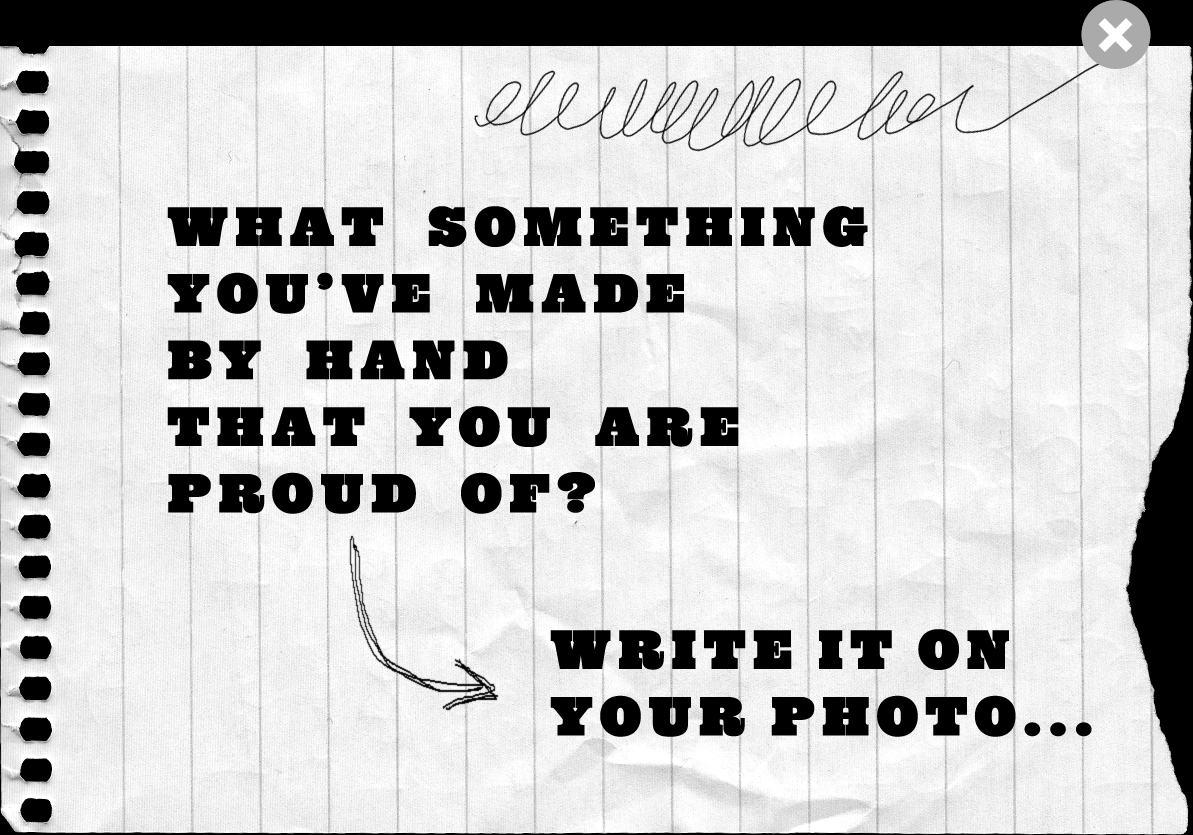 WHAT SOMETHING
YOU'VE MADE
BY HAND
THAT YOU ARE
PROUD OF?
WRITE IT ON
YOUR PHOTO...